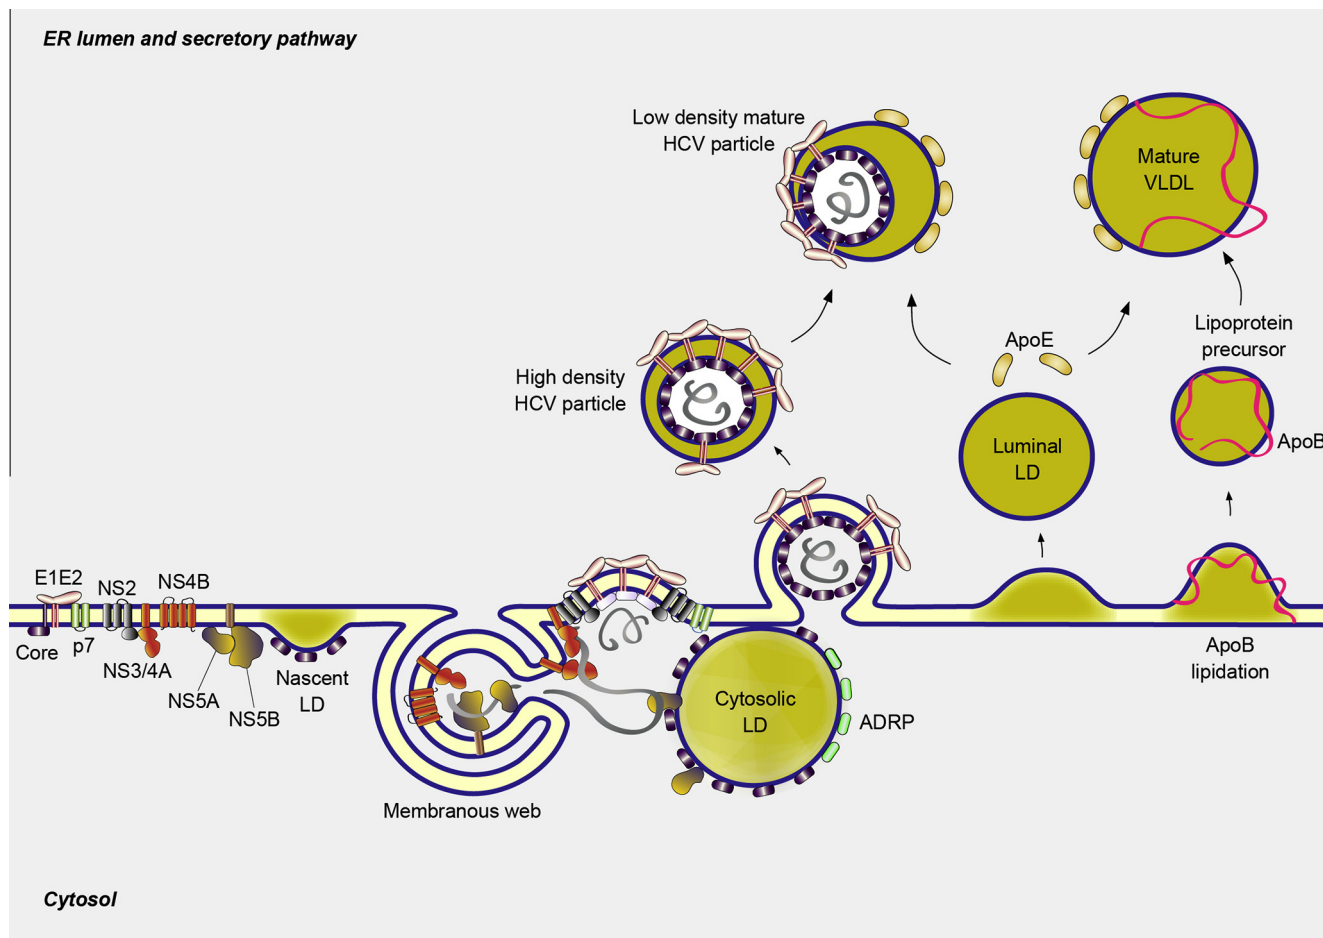 ER lumen and secretory pathway
Low density mature
HCV particle
Mature
VLDL
Lipoprotein
precursor
ApoE
High density
HCV particle
Luminal
LD
ApoB
E1E2
NS2
NS4B
Core
p7
NS3/4A
NS5A
NS5B
Nascent
LD
ApoB
lipidation
Cytosolic
LD
ADRP
Membranous web
Cytosol